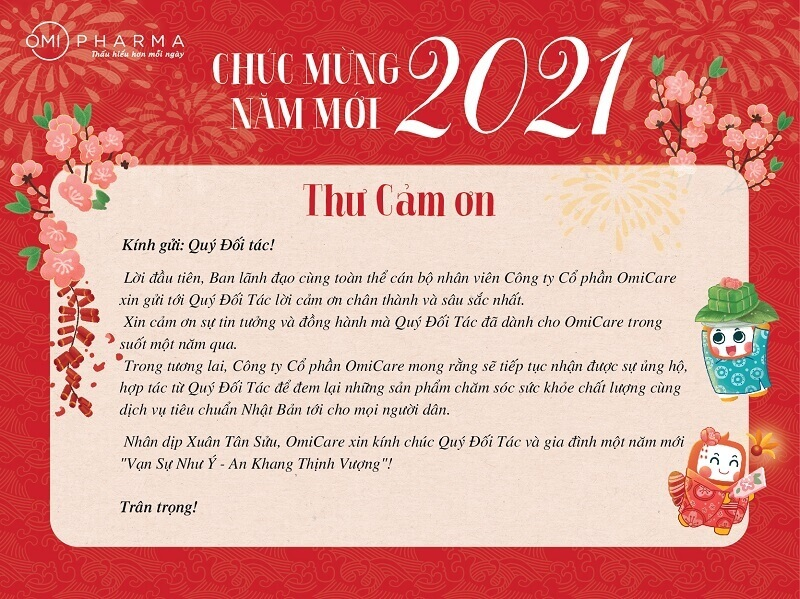 OMI PHARMA
Thấu hiểu hơn mỗi ngày
CHÚC MỪNG
NĂM MỚI 2021
Thư Cảm ơn
Kính gửi: Quý Đối tác!
Lời đầu tiên, Ban lãnh đạo cùng toàn thể cán bộ nhân viên Công ty Cổ phần OmiCare
xin gửi tới Quý Đối Tác lời cảm ơn chân thành và sâu sắc nhất.
Xin cảm ơn sự tin tưởng và đồng hành mà Quý Đối Tác đã dành cho OmiCare trong
suốt một năm qua.
Trong tương lai, Công ty Cổ phần OmiCare mong rằng sẽ tiếp tục nhận được sự ủng hộ,
hợp tác từ Quý Đối Tác để đem lại những sản phẩm chăm sóc sức khỏe chất lượng cùng
dịch vụ tiêu chuẩn Nhật Bản tới cho mọi người dân.
Nhân dịp Xuân Tân Sửu, OmiCare xin kính chúc Quý Đối Tác và gia đình một năm mới
"Vạn Sự Như Ý - An Khang Thịnh Vượng"!
Trân trọng!